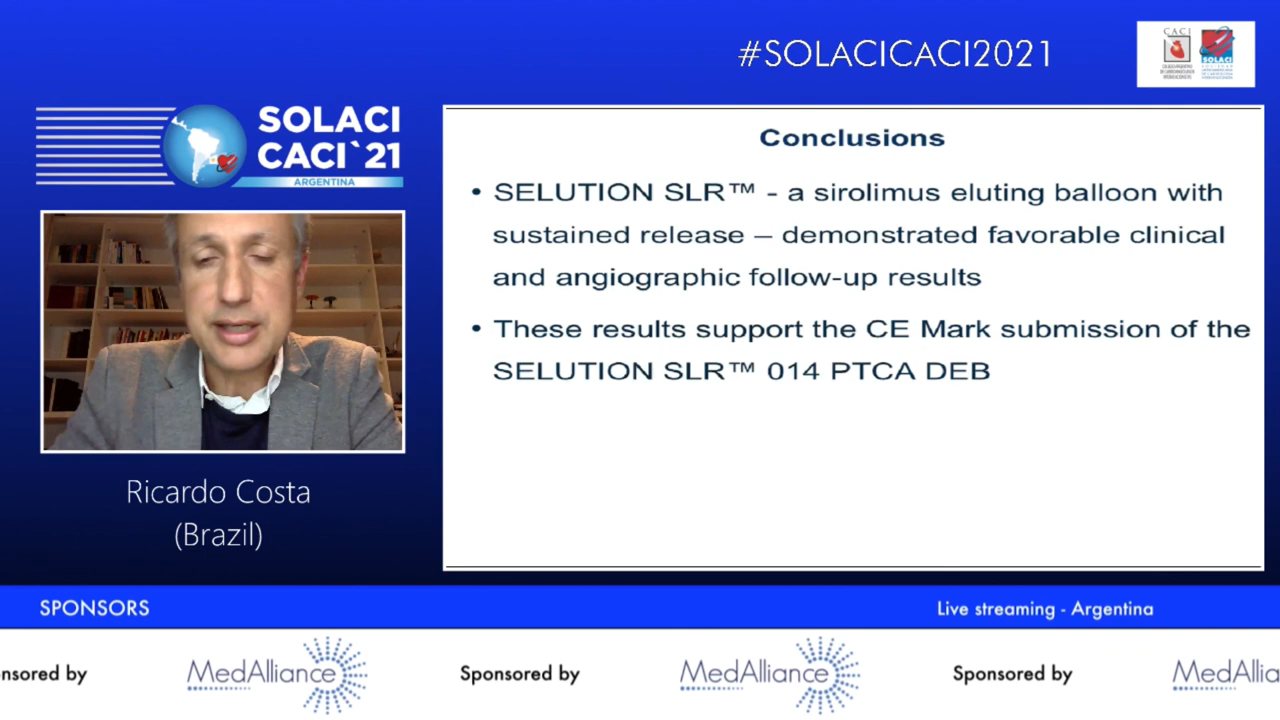 #SOLACICACI2021
CACI
SOLACI
SOLACI
CACI`21
ARGENTINA
Conclusions
• SELUTION SLR™ - a sirolimus eluting balloon with
sustained release – demonstrated favorable clinical
and angiographic follow-up results
• These results support the CE Mark submission of the
SELUTION SLR™ 014 PTCA DEB
Ricardo Costa
(Brazil)
SPONSORS
Live streaming - Argentina
nsored by MedAlliance Sponsored by MedAlliance Sponsored by MedAllia